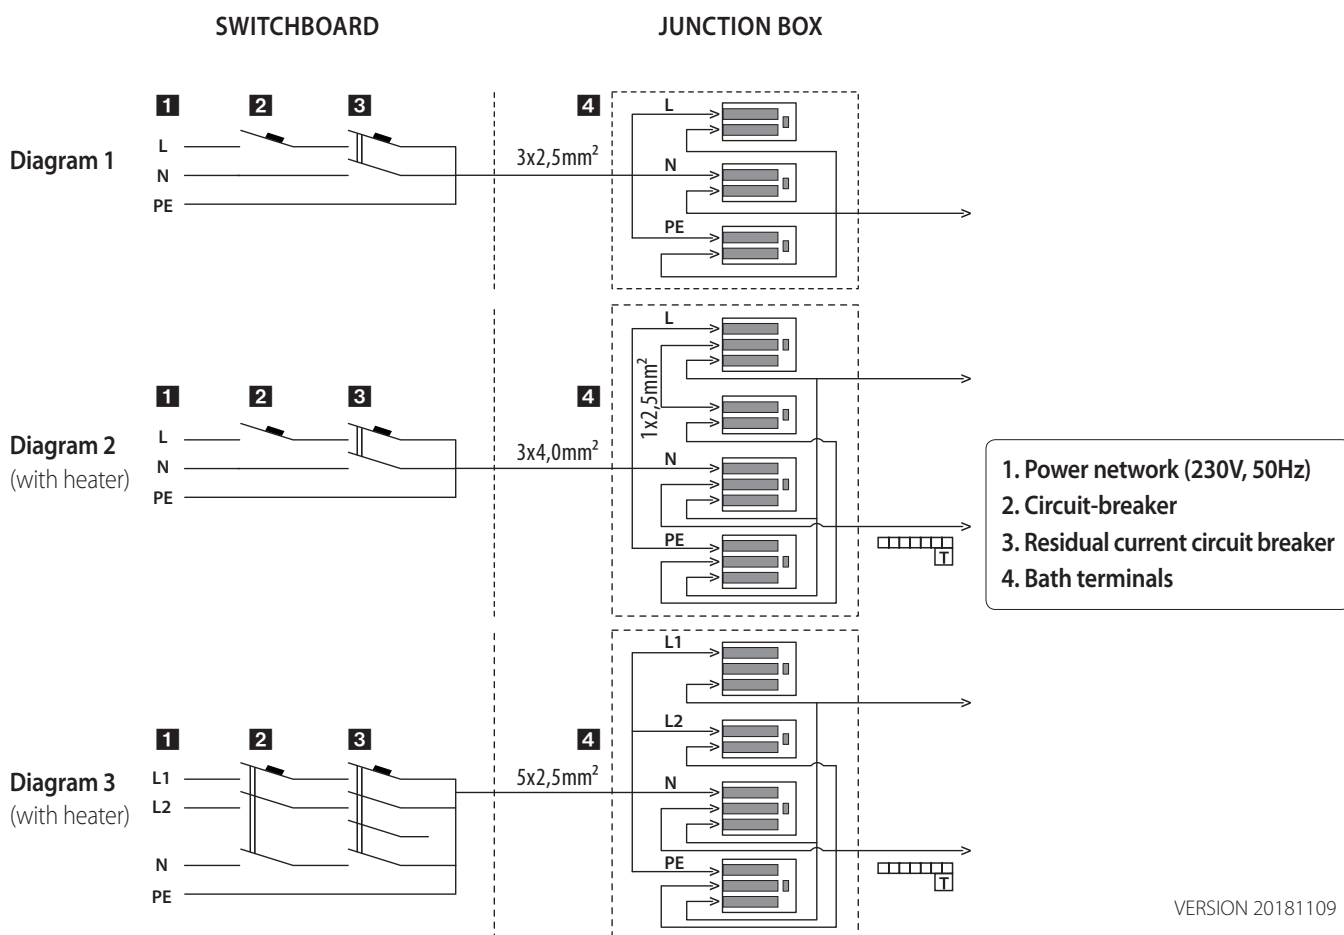 SWITCHBOARD
JUNCTION BOX
Diagram 1
1
2
3
4
L
N
PE
3x2,5mm²
L
N
PE
Diagram 2
(with heater)
1
2
3
4
L
N
PE
3x4,0mm²
L
1x2,5mm²
N
PE
T
1. Power network (230V, 50Hz)
2. Circuit-breaker
3. Residual current circuit breaker
4. Bath terminals
Diagram 3
(with heater)
1
2
3
4
L1
L2
N
PE
5x2,5mm²
L1
L2
N
PE
T
VERSION 20181109